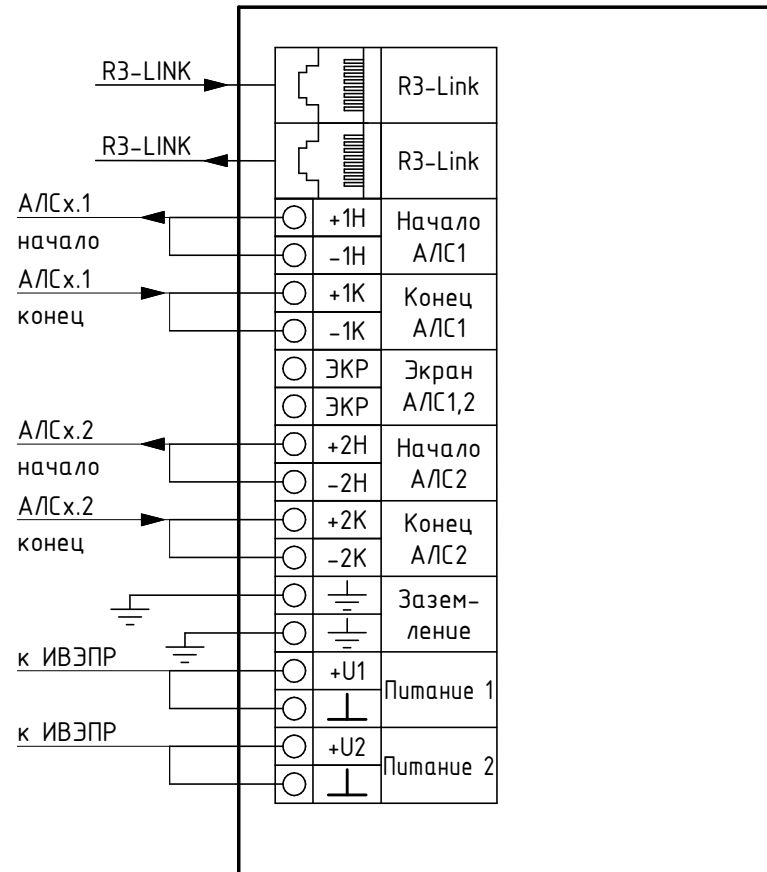 R3-LINK
R3-Link
R3-LINK
R3-Link
АЛСх.1
начало
+1Н
-1Н
Начало
АЛС1
АЛСх.1
конец
+1К
-1К
Конец
АЛС1
ЭКР
ЭКР
Экран
АЛС1,2
АЛСх.2
начало
+2Н
-2Н
Начало
АЛС2
АЛСх.2
конец
+2К
-2К
Конец
АЛС2
Зазем-
ление
к ИВЭПР
+U1
Питание 1
к ИВЭПР
+U2
Питание 2